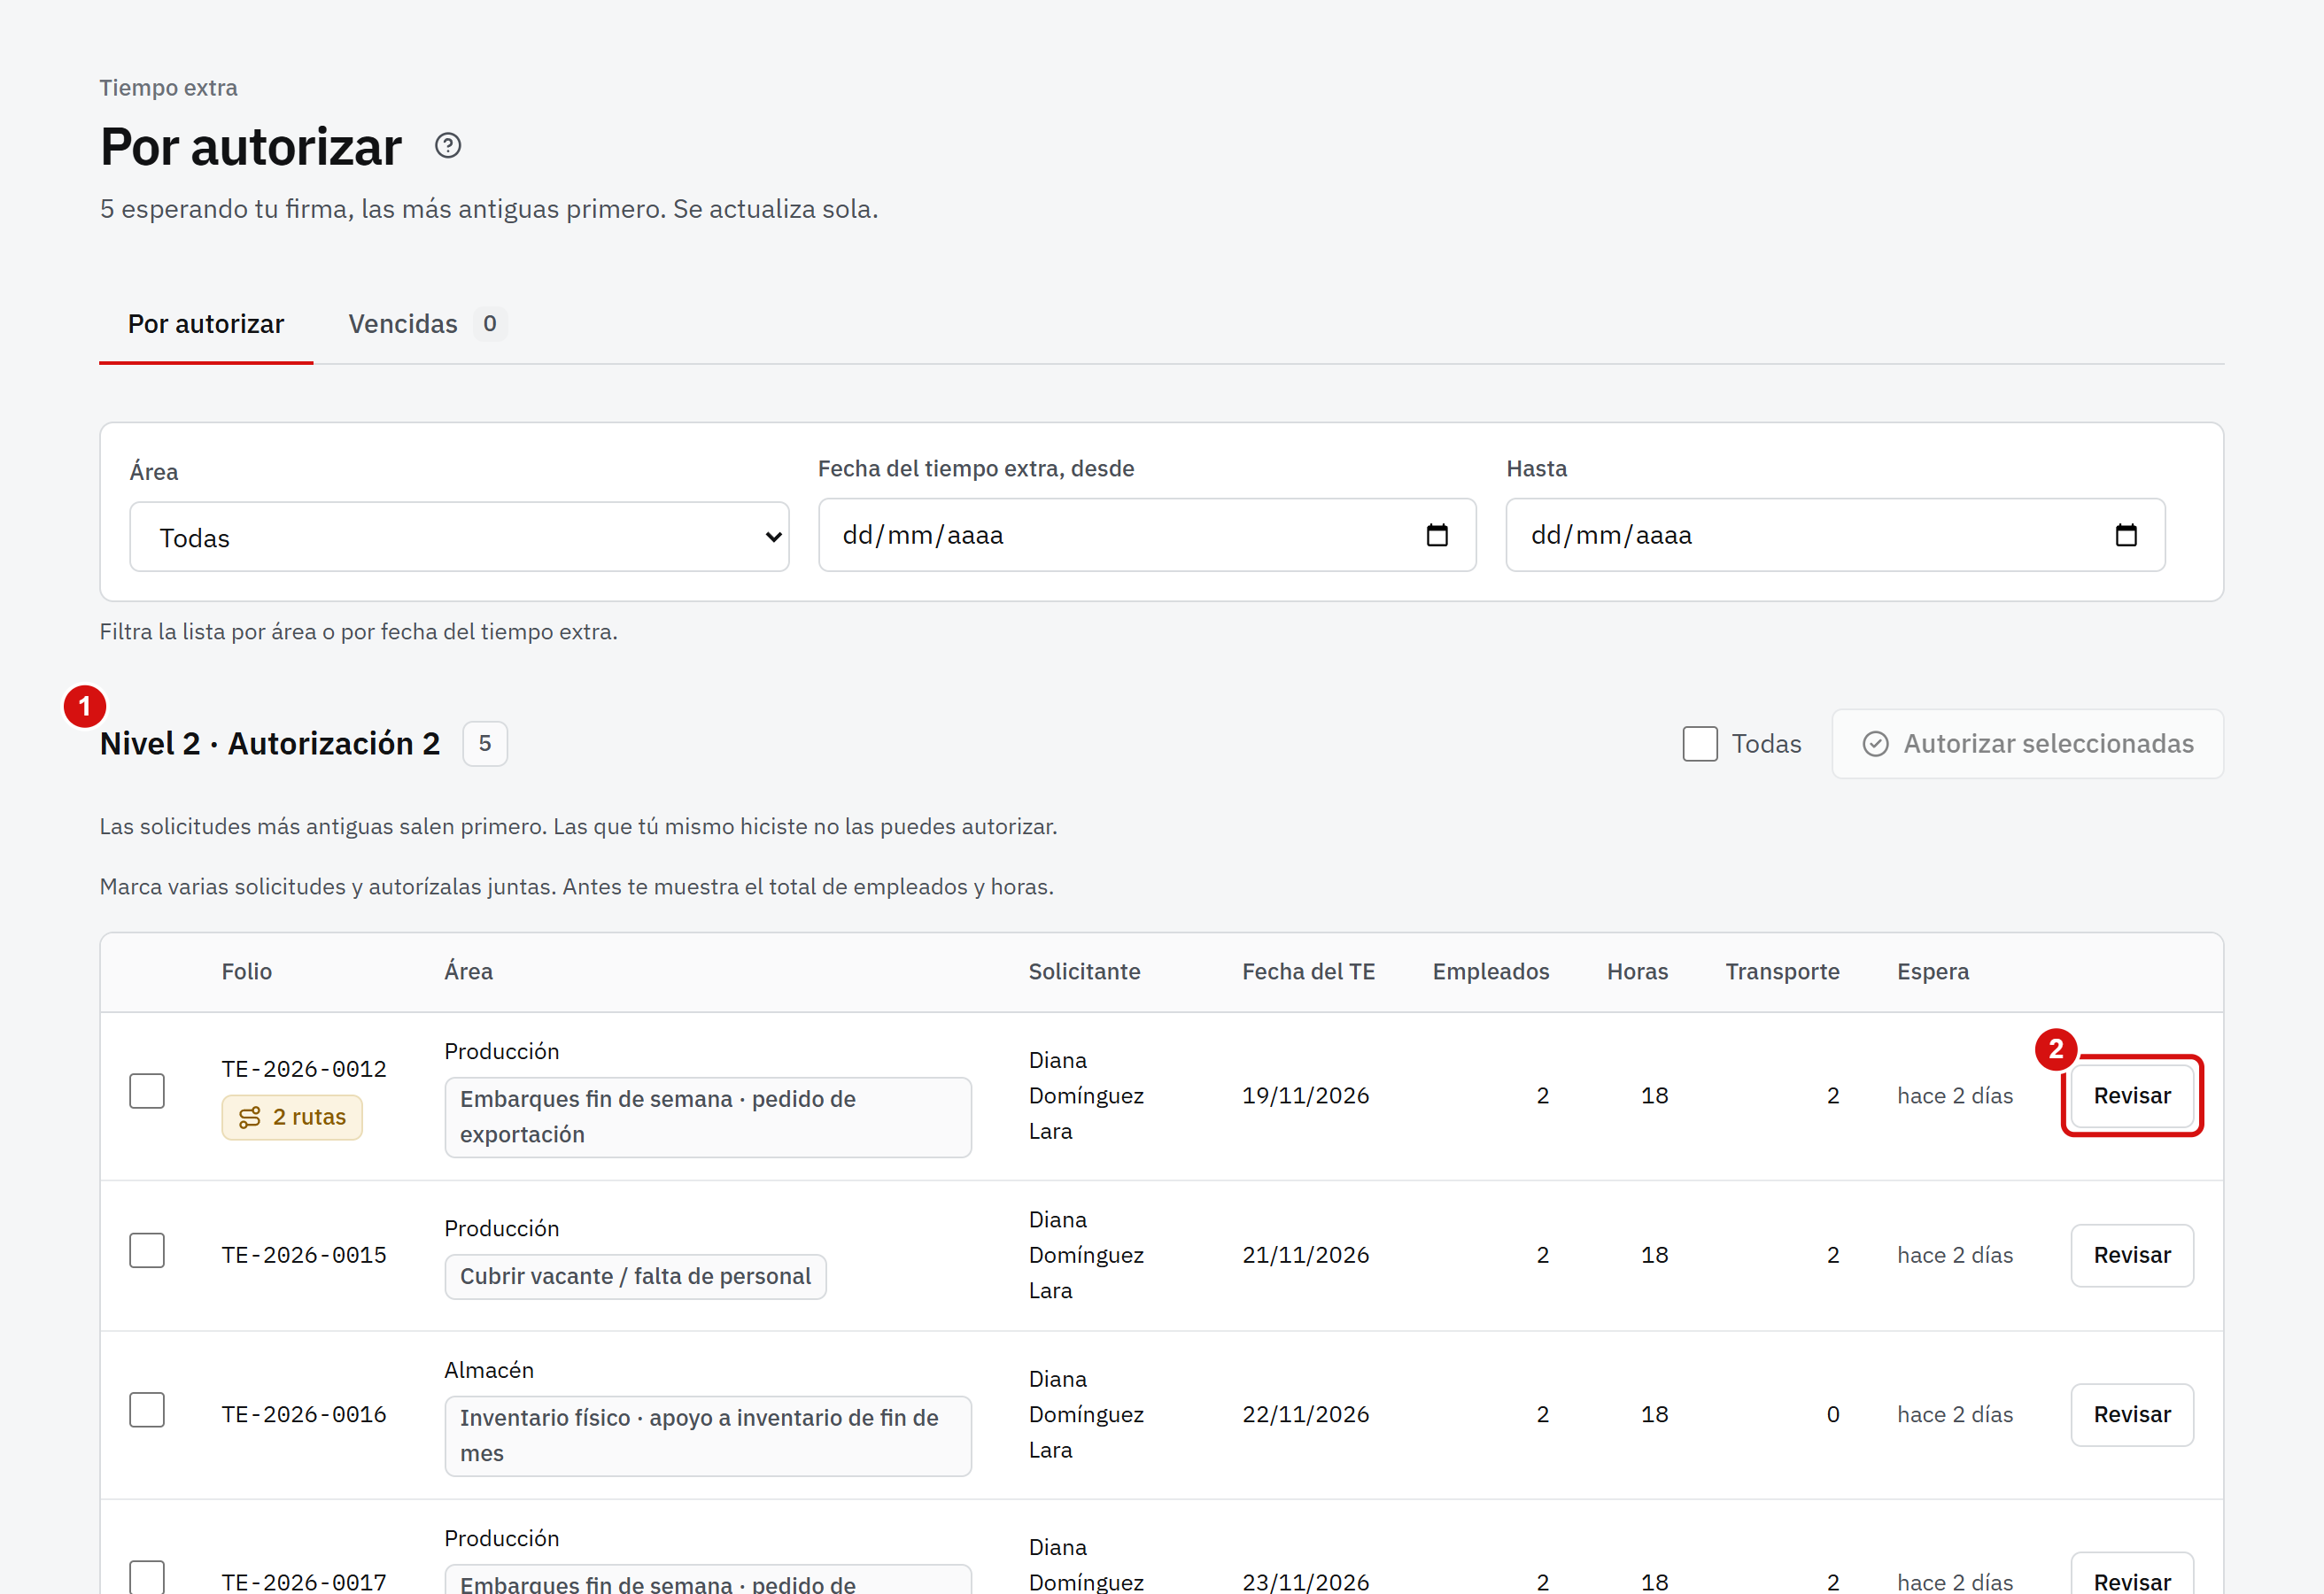 Tiempo extra
Por autorizar
5 esperando tu firma, las más antiguas primero. Se actualiza sola.
Por autorizar Vencidas 0
Área Fecha del tiempo extra, desde Hasta
Todas dd/mm/aaaa dd/mm/aaaa
Filtra la lista por área o por fecha del tiempo extra.
1
Nivel 2 · Autorización 2 5 Todas Autorizar seleccionadas
Las solicitudes más antiguas salen primero. Las que tú mismo hiciste no las puedes autorizar.
Marca varias solicitudes y autorízalas juntas. Antes te muestra el total de empleados y horas.
Folio Área Solicitante Fecha del TE Empleados Horas Transporte Espera
TE-2026-0012
2 rutas
Producción
Embarques fin de semana · pedido de
exportación
Diana
Domínguez
Lara
19/11/2026 2 18 2 hace 2 días
2
Revisar
TE-2026-0015
Producción
Cubrir vacante / falta de personal
Diana
Domínguez
Lara
21/11/2026 2 18 2 hace 2 días Revisar
TE-2026-0016
Almacén
Inventario físico · apoyo a inventario de fin de
mes
Diana
Domínguez
Lara
22/11/2026 2 18 0 hace 2 días Revisar
TE-2026-0017
Producción
Embarques fin de semana · pedido de
Diana
Domínguez
23/11/2026 2 18 2 hace 2 días Revisar